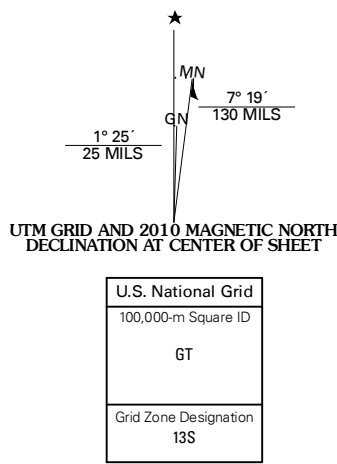 MN
7° 19´
130 MILS
GN
1° 25´
25 MILS
UTM GRID AND 2010 MAGNETIC NORTH
DECLINATION AT CENTER OF SHEET
U.S. National Grid
100,000-m Square ID
GT
Grid Zone Designation
13S